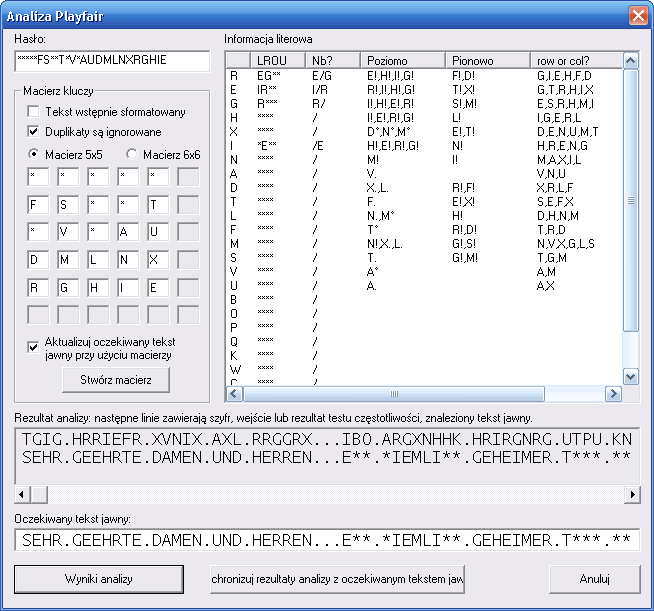 Analiza Playfair
Hasło:
*****FS**T*V*AUDMLNXRGHIE
Macierz kluczy
Tekst wstępnie sformatowany
Duplikaty są ignorowane
Macierz 5x5 Macierz 6x6
* * * * *
F S * * T
* V * A U
D M L N X
R G H I E
Aktualizuj oczekiwany tekst
jawny przy użyciu macierzy
Stwórz macierz
Informacja literowa
LROU Nb? Poziomo Pionowo row or col?
R EG** E/G E!,H!,I!,G! F!,D! G,I,E,H,F,D
E IR** I/R R!,I!,H!,G! T!,X! G,T,R,H,I,X
G R*** R/ I!,H!,E!,R! S!,M! E,S,R,H,M,I
H **** / I!,E!,R!,G! L! I,G,E,R,L
X **** / D*,N*,M* E!,T! D,E,N,U,M,T
I *E** /E H!,E!,R!,G! N! H,R,E,N,G
N **** / M! I! M,A,X,I,L
A **** / V. V,N,U
D **** / X.,L. R!,F! X,R,L,F
T **** / F. E!,X! S,E,F,X
L **** / N.,M* H! D,H,N,M
F **** / T* R!,D! T,R,D
M **** / N!,X.,L. G!,S! N,V,X,G,L,S
S **** / T. G!,M! T,G,M
V **** / A* A,M
U **** / A. A,X
B **** /
O **** /
P **** /
Q **** /
K **** /
W **** /
C **** /
Rezultat analizy: następne linie zawierają szyfr, wejście lub rezultat testu częstotliwości, znaleziony tekst jawny.
TGIG.HRRIEFR.XVNIX.AXL.RRGGRX...IBO.ARGXNHHK.HRIRGNRG.UTPU.KN
SEHR.GEEHRTE.DAMEN.UND.HERREN...E**.*IEMLI**.GEHEIMER.T***.**
Oczekiwany tekst jawny:
SEHR.GEEHRTE.DAMEN.UND.HERREN...E**.*IEMLI**.GEHEIMER.T***.**
Wyniki analizy
chronizuj rezultaty analizy z oczekiwanym tekstem jaw
Anuluj